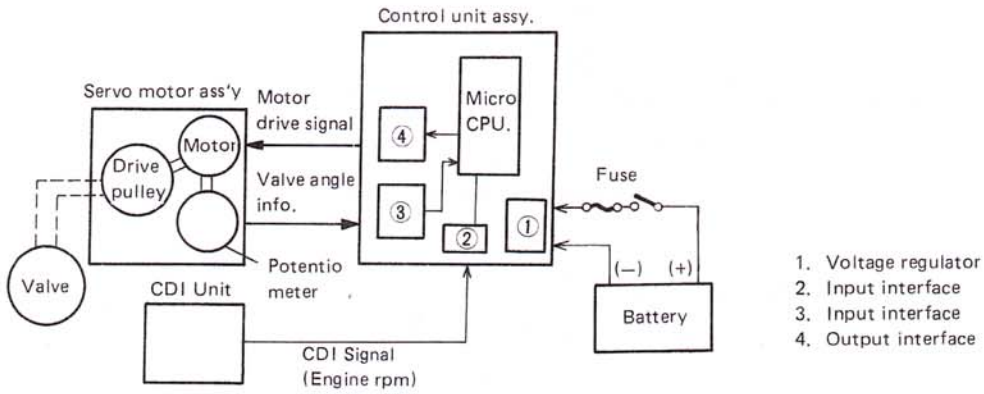 Control unit assy.
Servo motor ass'y
Motor
drive signal
Micro
CPU.
④
Motor
Drive
pulley
Valve angle
info.
③
②
①
Fuse
Potentio
meter
Valve
CDI Unit
CDI Signal
(Engine rpm)
(—) (+)
Battery
1. Voltage regulator
2. Input interface
3. Input interface
4. Output interface